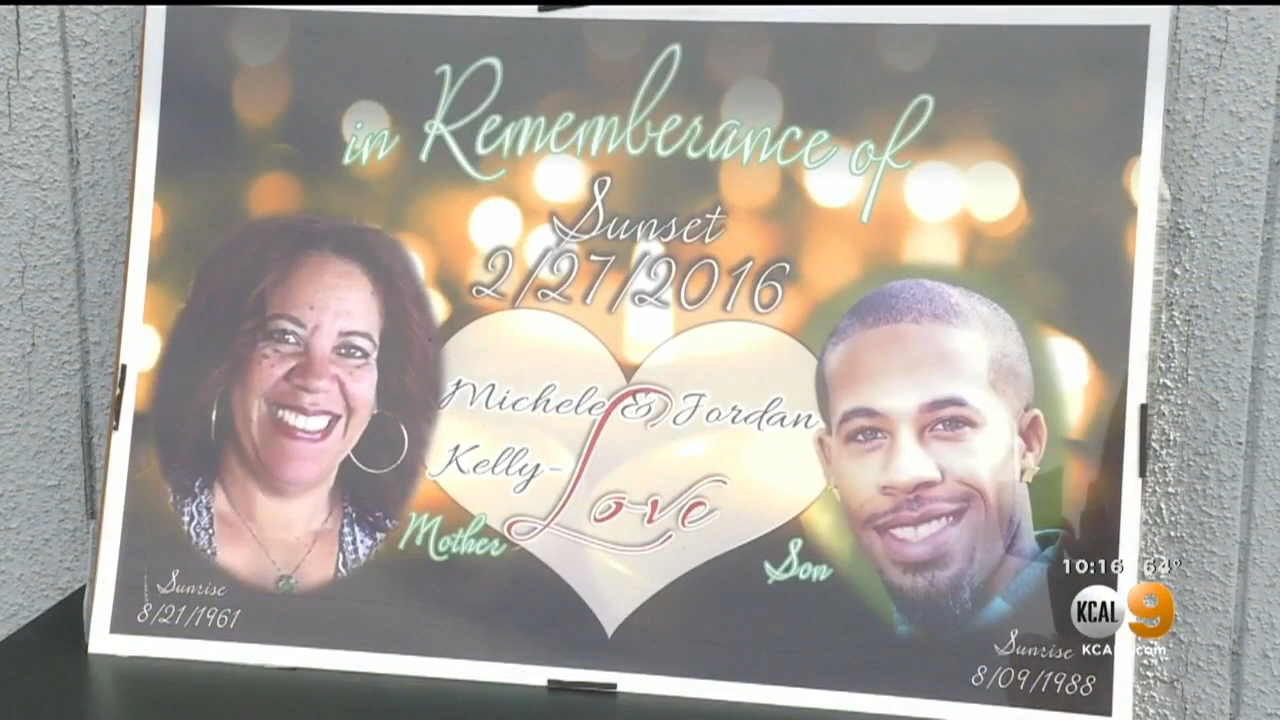 in Rememberance of
Sunset
2/27/2016
Michele & Jordan
Kelly-Love
Mother
Son
Sunrise
8/21/1961
Sunrise
8/09/1988
10:16 64°
KCAL 9